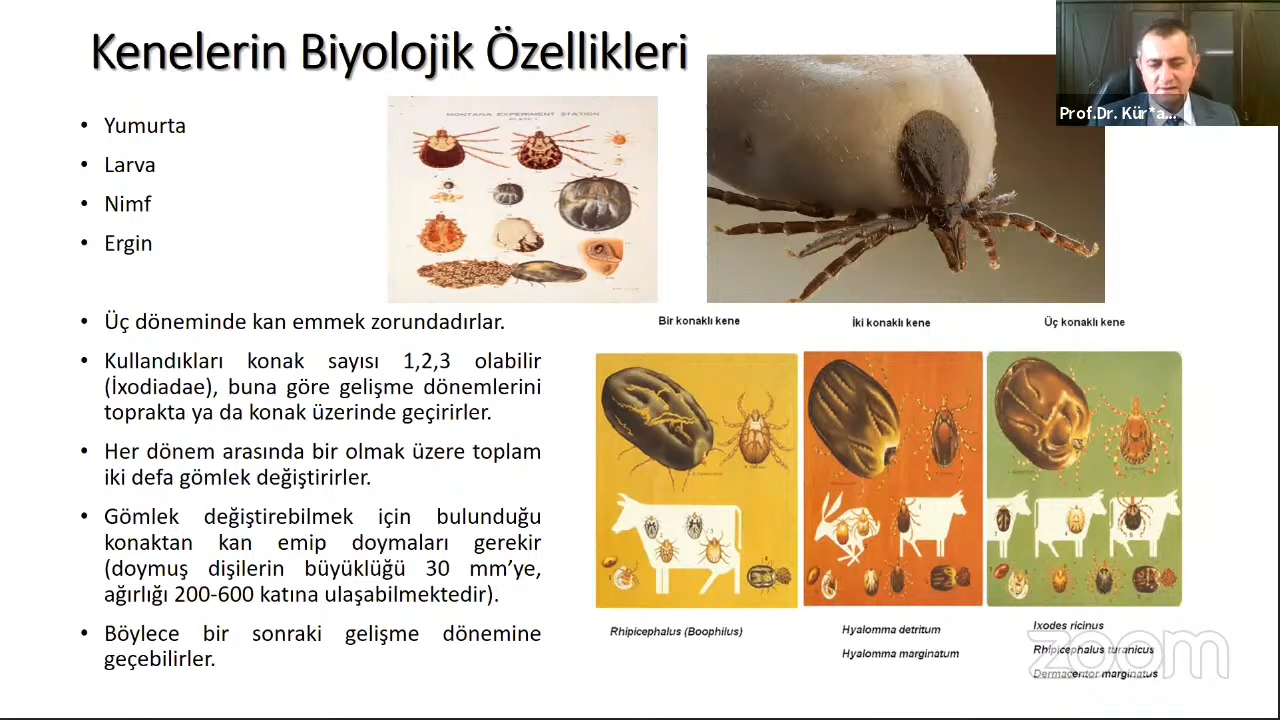 Kenelerin Biyolojik Özellikleri
Prof.Dr. Kür*a...
• Yumurta
• Larva
• Nimf
• Ergin
MONTANA EXPERIMENT STATION
• Üç döneminde kan emmek zorundadırlar.
• Kullandıkları konak sayısı 1,2,3 olabilir
(İxodiadae), buna göre gelişme dönemlerini
toprakta ya da konak üzerinde geçirirler.
• Her dönem arasında bir olmak üzere toplam
iki defa gömlek değiştirirler.
• Gömlek değiştirebilmek için bulunduğu
konaktan kan emip doymaları gerekir
(doymuş dişilerin büyüklüğü 30 mm’ye,
ağırlığı 200-600 katına ulaşabilmektedir).
• Böylece bir sonraki gelişme dönemine
geçebilirler.
Bir konaklı kene
İki konaklı kene
Üç konaklı kene
Rhipicephalus (Boophilus)
Hyalomma detritum
Hyalomma marginatum
Ixodes ricinus
Rhipicephalus turanicus
Dermacentor marginatus
zoom